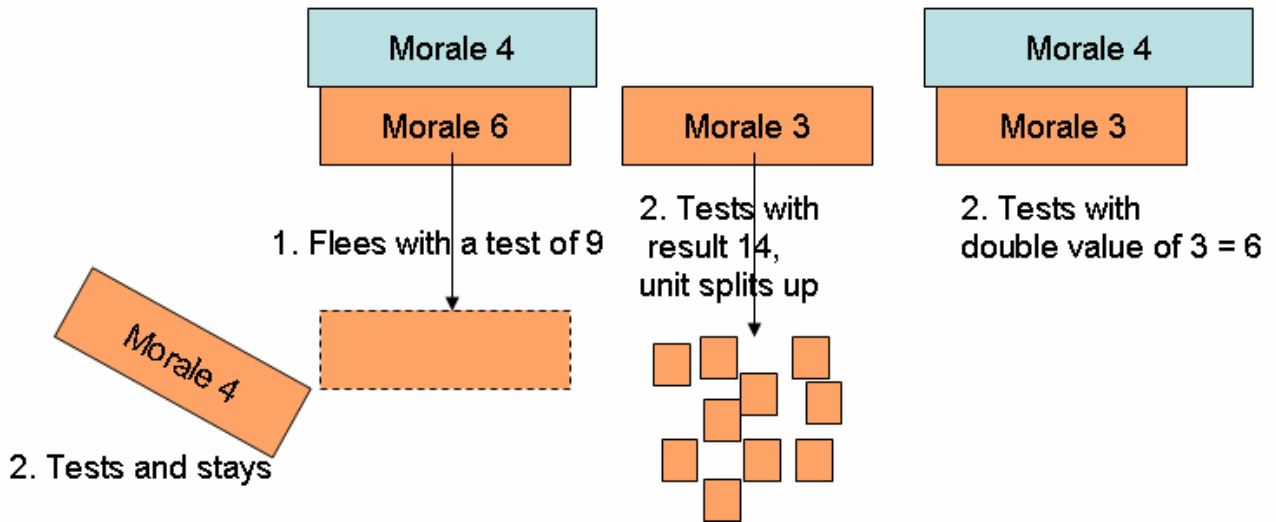 Morale 4
Morale 6
1. Flees with a test of 9
Morale 4
2. Tests and stays
Morale 3
2. Tests with
result 14,
unit splits up
Morale 4
Morale 3
2. Tests with
double value of 3 = 6